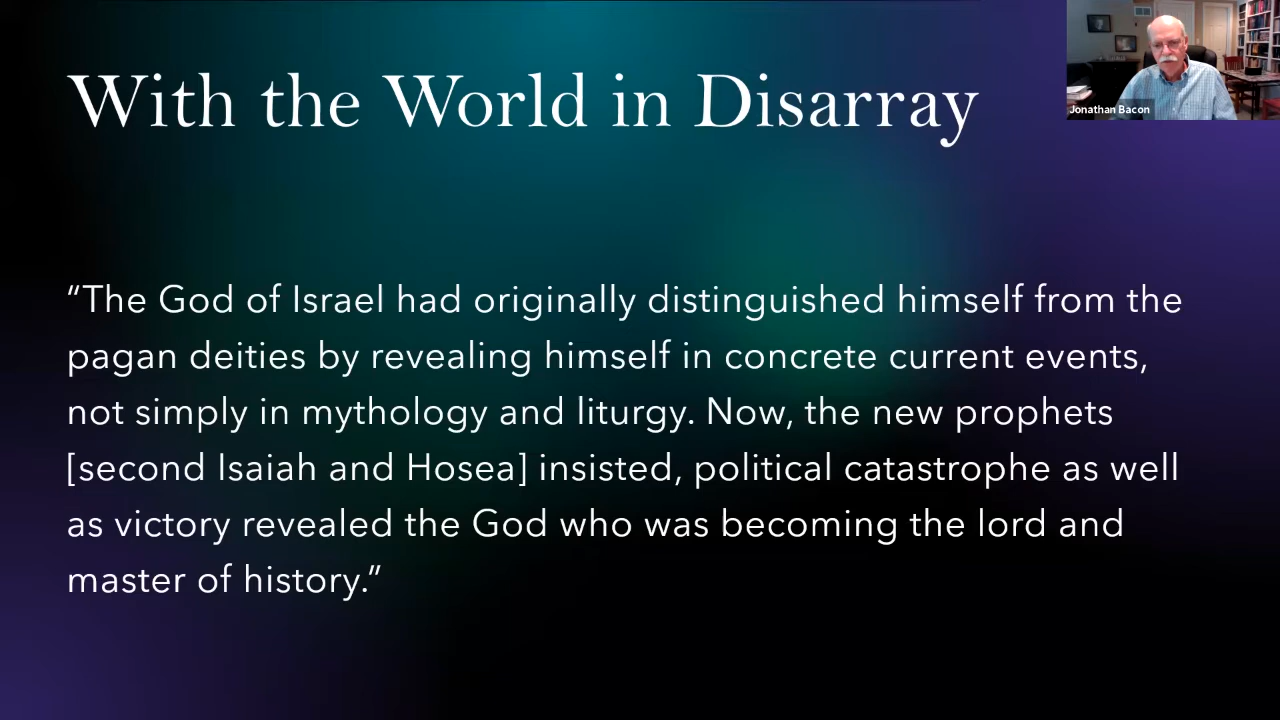 With the World in Disarray
Jonathan Bacon
“The God of Israel had originally distinguished himself from the
pagan deities by revealing himself in concrete current events,
not simply in mythology and liturgy. Now, the new prophets
[second Isaiah and Hosea] insisted, political catastrophe as well
as victory revealed the God who was becoming the lord and
master of history.”